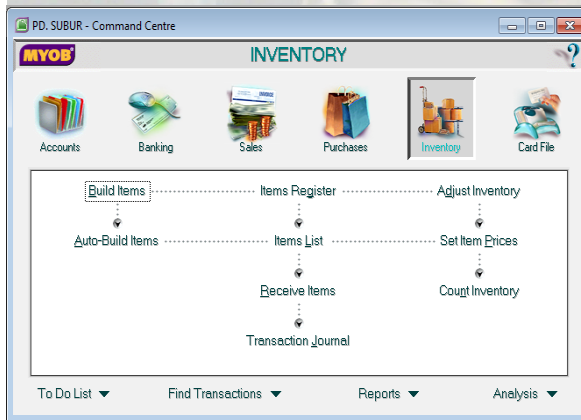 PD. SUBUR - Command Centre
MYOB INVENTORY ?
Accounts Banking Sales Purchases Inventory Card File
Build Items Items Register Adjust Inventory
Auto-Build Items Items List Set Item Prices
Receive Items Count Inventory
Transaction Journal
To Do List Find Transactions Reports Analysis